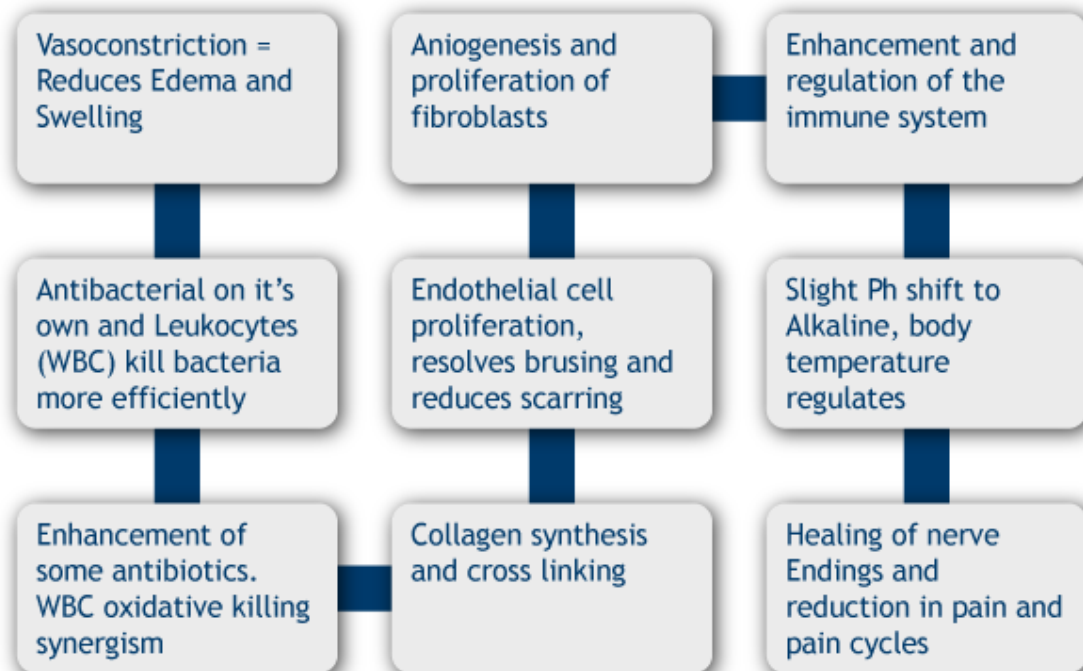 Vasoconstriction =
Reduces Edema and
Swelling
Antibacterial on it's
own and Leukocytes
(WBC) kill bacteria
more efficiently
Enhancement of
some antibiotics.
WBC oxidative killing
synergism
Collagen synthesis
and cross linking
Endothelial cell
proliferation,
resolves brusing and
reduces scarring
Aniogenesis and
proliferation of
fibroblasts
Enhancement and
regulation of the
immune system
Slight Ph shift to
Alkaline, body
temperature
regulates
Healing of nerve
Endings and
reduction in pain and
pain cycles